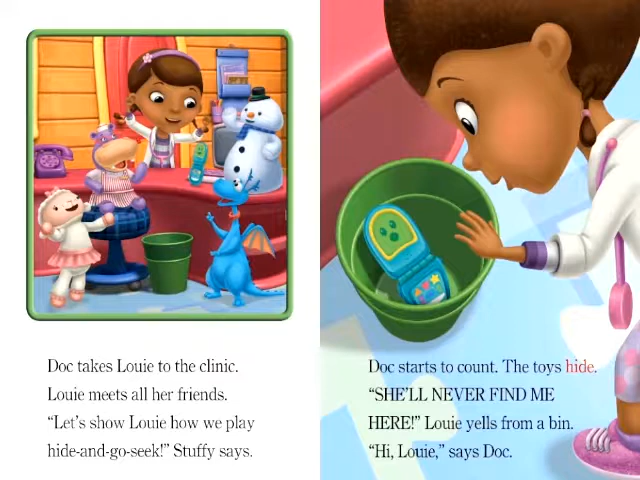 Doc takes Louie to the clinic.
Louie meets all her friends.
“Let’s show Louie how we play
hide-and-go-seek!” Stuffy says.
Doc starts to count. The toys hide.
“SHE’LL NEVER FIND ME
HERE!” Louie yells from a bin.
“Hi, Louie,” says Doc.